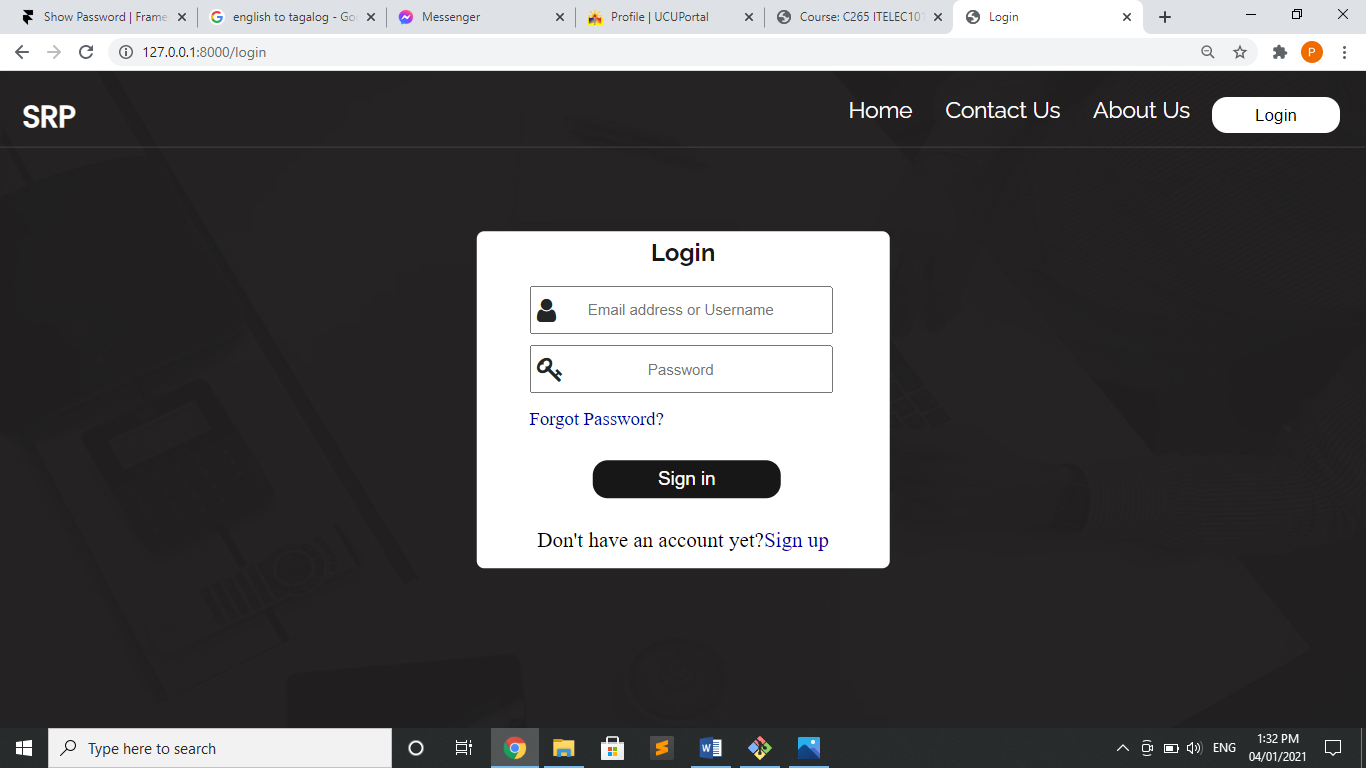 Show Password | Frame
english to tagalog - Go
Messenger
Profile | UCUPortal
Course: C265 ITELEC101
Login
127.0.0.1:8000/login
P
SRP
Home
Contact Us
About Us
Login
Login
Email address or Username
Password
Forgot Password?
Sign in
Don't have an account yet?Sign up
Type here to search
ENG
1:32 PM
04/01/2021